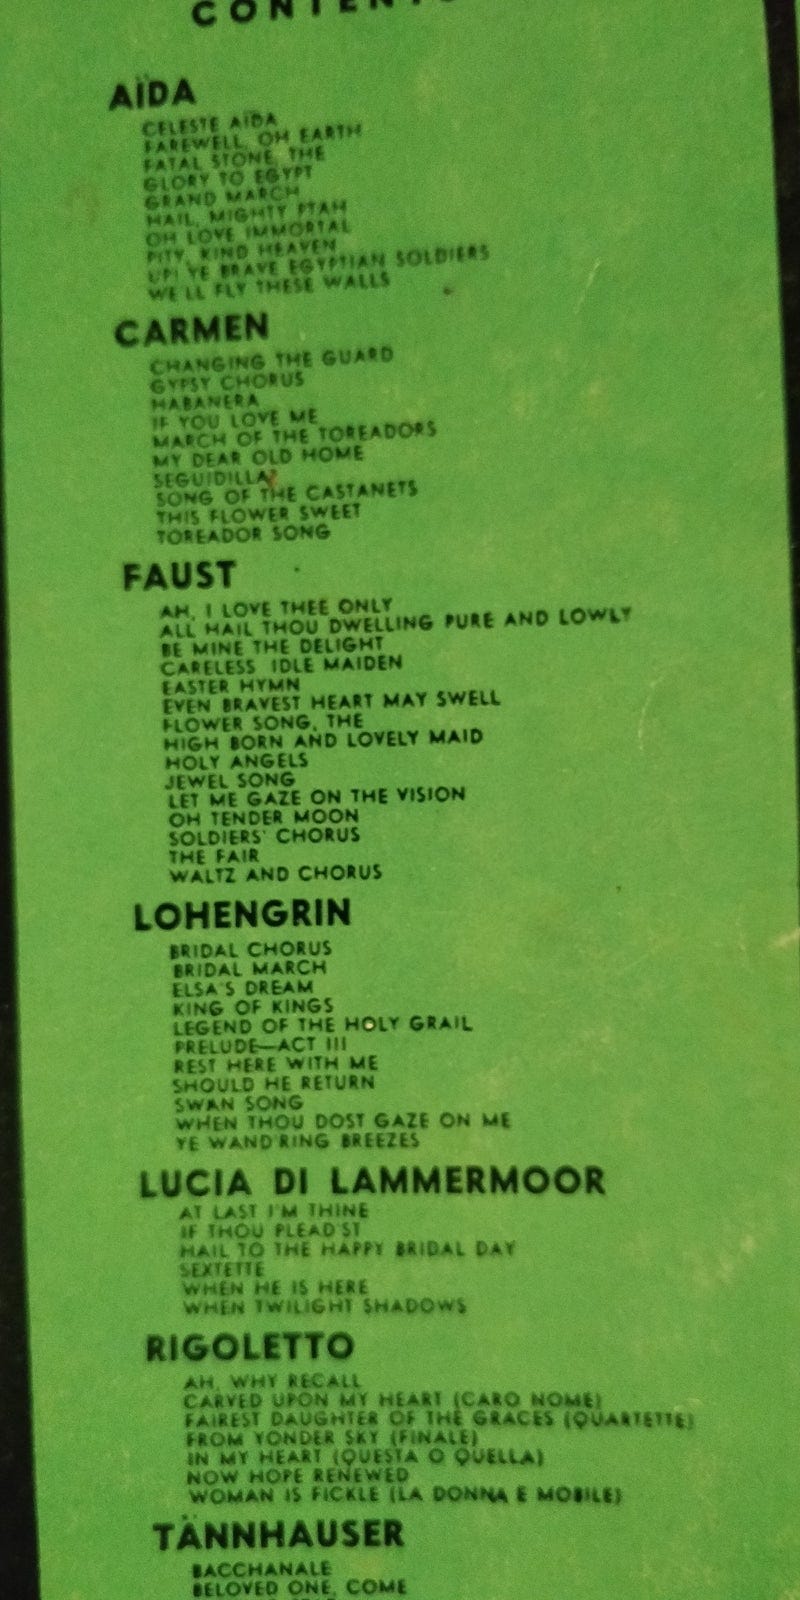 CONTENT
AÏDA
CELESTE AÏDA
FAREWELL, OH EARTH
FATAL STONE, THE
GLORY TO EGYPT
GRAND MARCH
HAIL, MIGHTY PTAH
OH LOVE IMMORTAL
PITY, KIND HEAVEN
UP! YE BRAVE EGYPTIAN SOLDIERS
WE'LL FLY THESE WALLS
CARMEN
CHANGING THE GUARD
GYPSY CHORUS
HABANERA
IF YOU LOVE ME
MARCH OF THE TOREADORS
MY DEAR OLD HOME
SEGUIDILLA
SONG OF THE CASTANETS
THIS FLOWER SWEET
TOREADOR SONG
FAUST
AH, I LOVE THEE ONLY
ALL HAIL THOU DWELLING PURE AND LOWLY
BE MINE THE DELIGHT
CARELESS IDLE MAIDEN
EASTER HYMN
EVEN BRAVEST HEART MAY SWELL
FLOWER SONG, THE
HIGH BORN AND LOVELY MAID
HOLY ANGELS
JEWEL SONG
LET ME GAZE ON THE VISION
OH TENDER MOON
SOLDIERS' CHORUS
THE FAIR
WALTZ AND CHORUS
LOHENGRIN
BRIDAL CHORUS
BRIDAL MARCH
ELSA'S DREAM
KING OF KINGS
LEGEND OF THE HOLY GRAIL
PRELUDE—ACT III
REST HERE WITH ME
SHOULD HE RETURN
SWAN SONG
WHEN THOU DOST GAZE ON ME
YE WAND'RING BREEZES
LUCIA DI LAMMERMOOR
AT LAST I'M THINE
IF THOU PLEAD'ST
HAIL TO THE HAPPY BRIDAL DAY
SEXTETTE
WHEN HE IS HERE
WHEN TWILIGHT SHADOWS
RIGOLETTO
AH, WHY RECALL
CARVED UPON MY HEART (CARO NOME)
FAIREST DAUGHTER OF THE GRACES (QUARTETTE)
FROM YONDER SKY (FINALE)
IN MY HEART (QUESTA O QUELLA)
NOW HOPE RENEWED
WOMAN IS FICKLE (LA DONNA E MOBILE)
TÄNNHAUSER
BACCHANALE
BELOVED ONE, COME